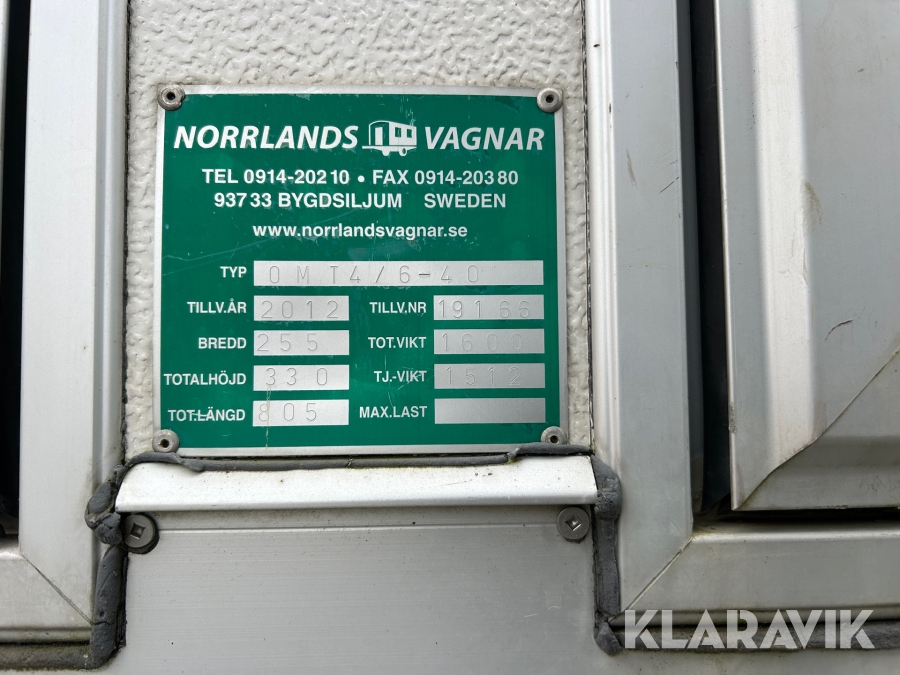 NORRLANDS VAGNAR
TEL 0914-202 10 • FAX 0914-203 80
937 33 BYGDSILJUM SWEDEN
www.norrlandsvagnar.se
TYP OMT4/6-40
TILLV.ÅR 2012 TILLV.NR 19166
BREDD 255 TOT.VIKT 1600
TOTALHÖJD 330 TJ.-VIKT 1512
TOT.LÄNGD 805 MAX.LAST
KLARAVIK